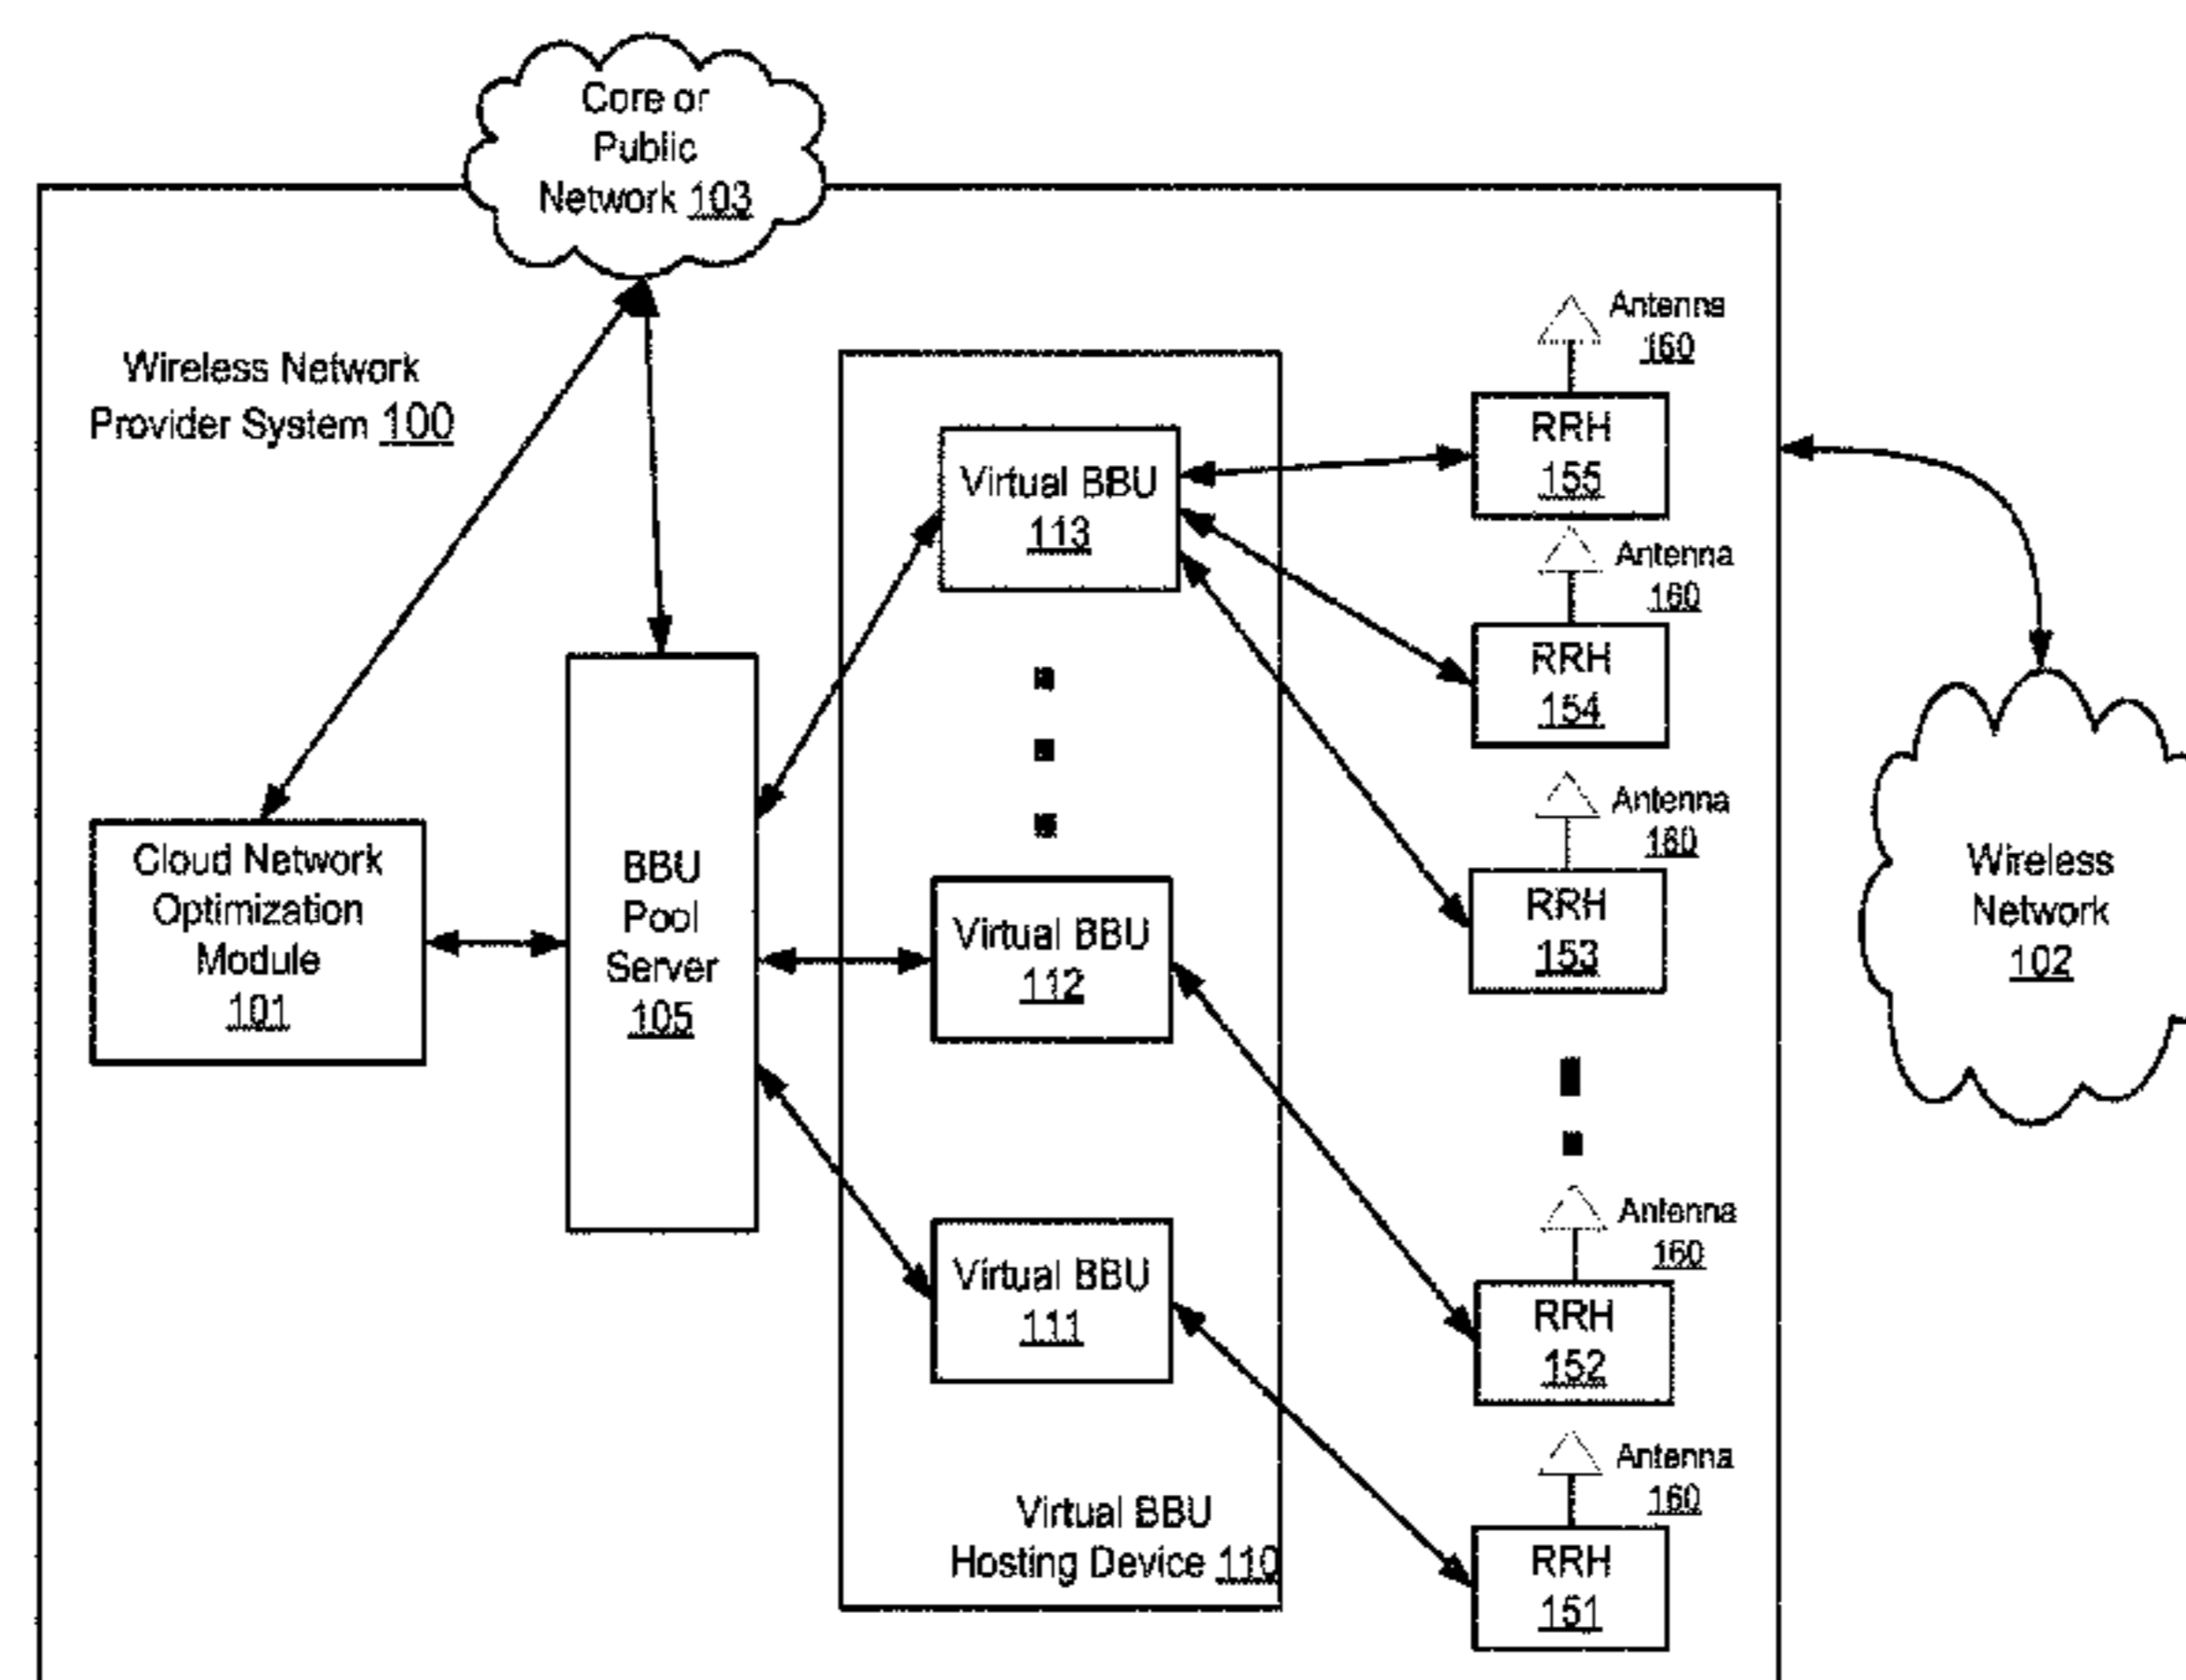 Core or
Public
Network 103
Wireless Network
Provider System 100
Antenna
160
RRH
155
Virtual BBU
113
Antenna
160
RRH
154
Antenna
160
RRH
153
Cloud Network
Optimization
Module
101
BBU
Pool
Server
105
Virtual BBU
112
Wireless
Network
102
Antenna
160
RRH
152
Virtual BBU
111
Antenna
160
RRH
151
Virtual BBU
Hosting Device 110